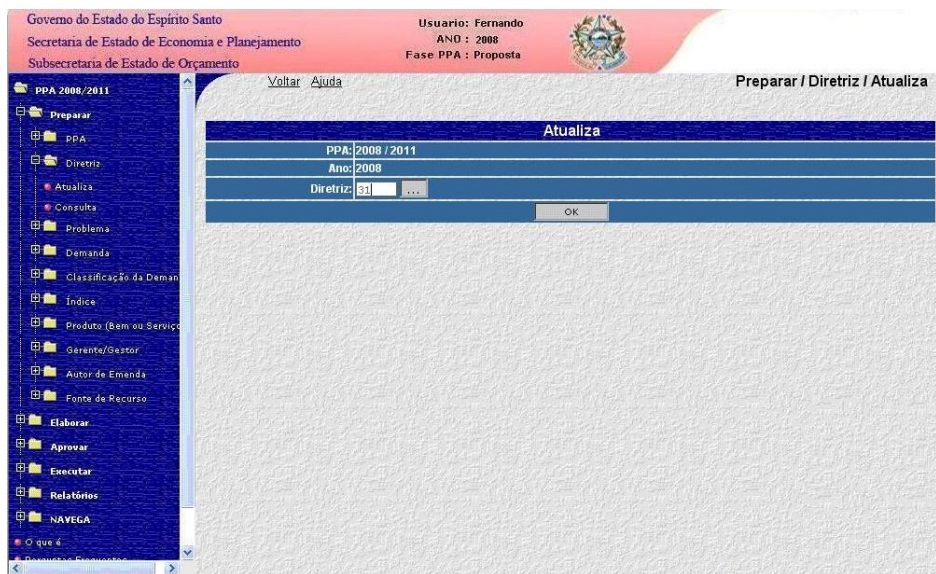 Governo do Estado do Espírito Santo
Secretaria de Estado de Economia e Planejamento
Subsecretaria de Estado de Orçamento
Usuario: Fernando
ANO : 2008
Fase PPA : Proposta
PPA 2008/2011
Preparar
PPA
Diretriz
Atualiza
Consulta
Problema
Demanda
Classificação da Deman
Índice
Produto (Bem ou Serviço
Gerente/Gestor
Autor de Emenda
Fonte de Recurso
Elaborar
Aprovar
Executar
Relatórios
NAVEGA
O que é
Perguntas Frequentes
Voltar Ajuda
Preparar / Diretriz / Atualiza
Atualiza
PPA: 2008 / 2011
Ano: 2008
Diretriz: 31 ...
OK